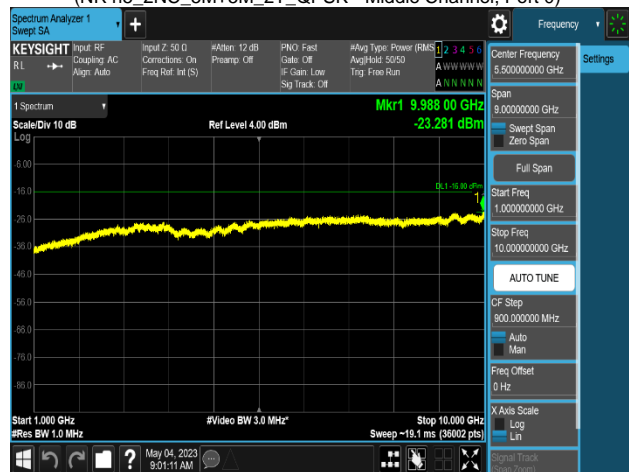 Spectrum Analyzer 1
Swept SA
+
Frequency
Settings
KEYSIGHT
RL
LW
Input: RF
Coupling: AC
Align: Auto
Input Z: 50 Ω
Corrections: On
Freq Ref: Int (S)
#Atten: 12 dB
Preamp: Off
PNO: Fast
Gate: Off
IF Gain: Low
Sig Track: Off
#Avg Type: Power (RMS)
Avg|Hold: 50/50
Trig: Free Run
1 2 3 4 5 6
A W W W W W
A N N N N N
1 Spectrum
Scale/Div 10 dB
Log
Ref Level 4.00 dBm
Mkr1 9.988 00 GHz
-23.281 dBm
DL1 -16.00 dBm
1
-6.00
-16.0
-26.0
-36.0
-46.0
-56.0
-66.0
-76.0
-86.0
Start 1.000 GHz
#Res BW 1.0 MHz
#Video BW 3.0 MHz*
Stop 10.000 GHz
Sweep ~19.1 ms (36002 pts)
Center Frequency
5.500000000 GHz
Span
9.00000000 GHz
Swept Span
Zero Span
Full Span
Start Freq
1.000000000 GHz
Stop Freq
10.000000000 GHz
AUTO TUNE
CF Step
900.000000 MHz
Auto
Man
Freq Offset
0 Hz
X Axis Scale
Log
Lin
Signal Track
(Span Zoom)
?
May 04, 2023
9:01:11 AM